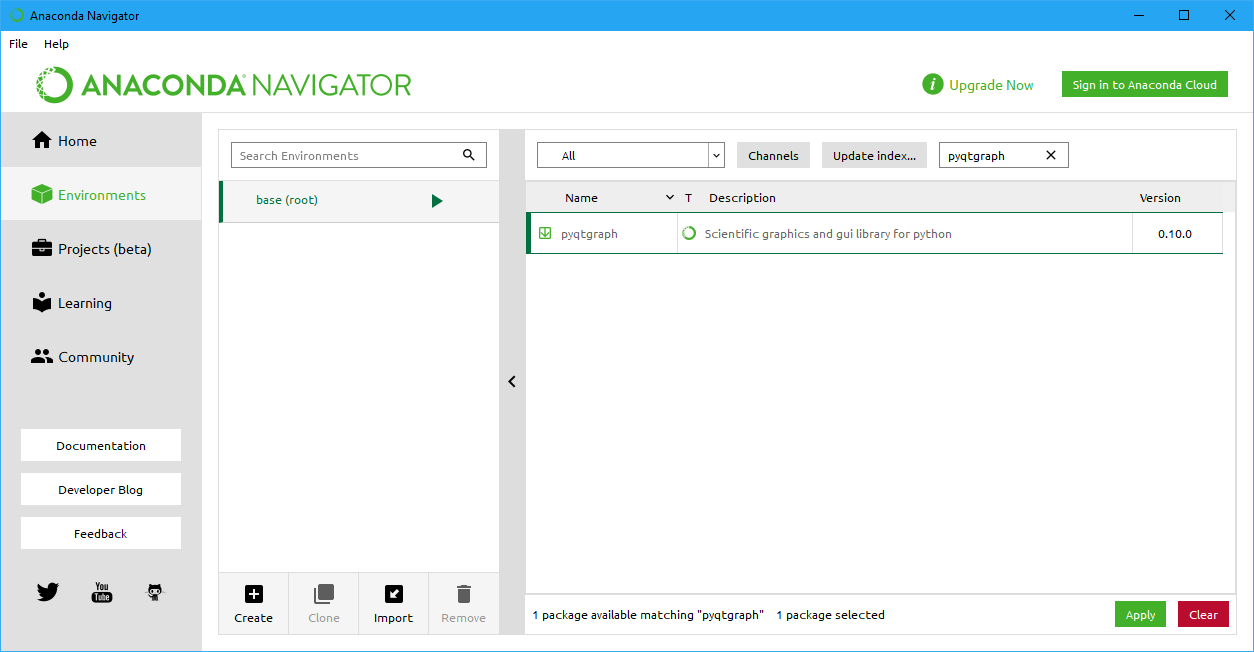 Anaconda Navigator
File Help
ANACONDA NAVIGATOR
i Upgrade Now
Sign in to Anaconda Cloud
Home
Environments
Projects (beta)
Learning
Community
Documentation
Developer Blog
Feedback
You Tube
Search Environments
base (root)
Create Clone Import Remove
All Channels Update index... pyqtgraph
Name T Description Version
pyqtgraph Scientific graphics and gui library for python 0.10.0
1 package available matching "pyqtgraph" 1 package selected
Apply Clear